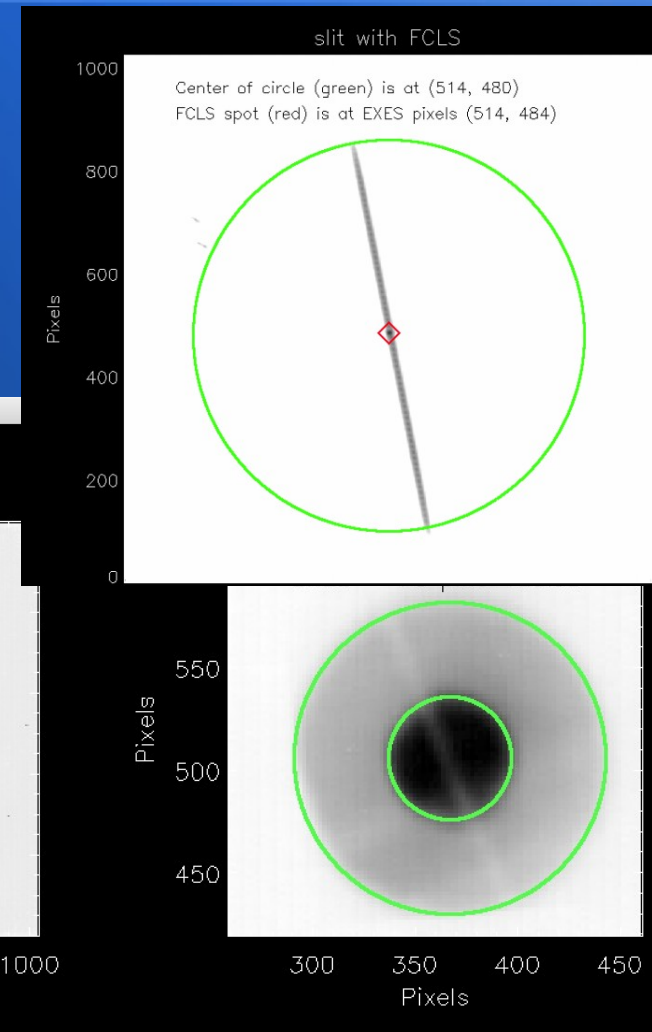 slit with FCLS
1000
Center of circle (green) is at (514, 480)
FCLS spot (red) is at EXES pixels (514, 484)
800
600
Pixels
400
200
0
550
Pixels
500
450
1000
300 350 400 450
Pixels